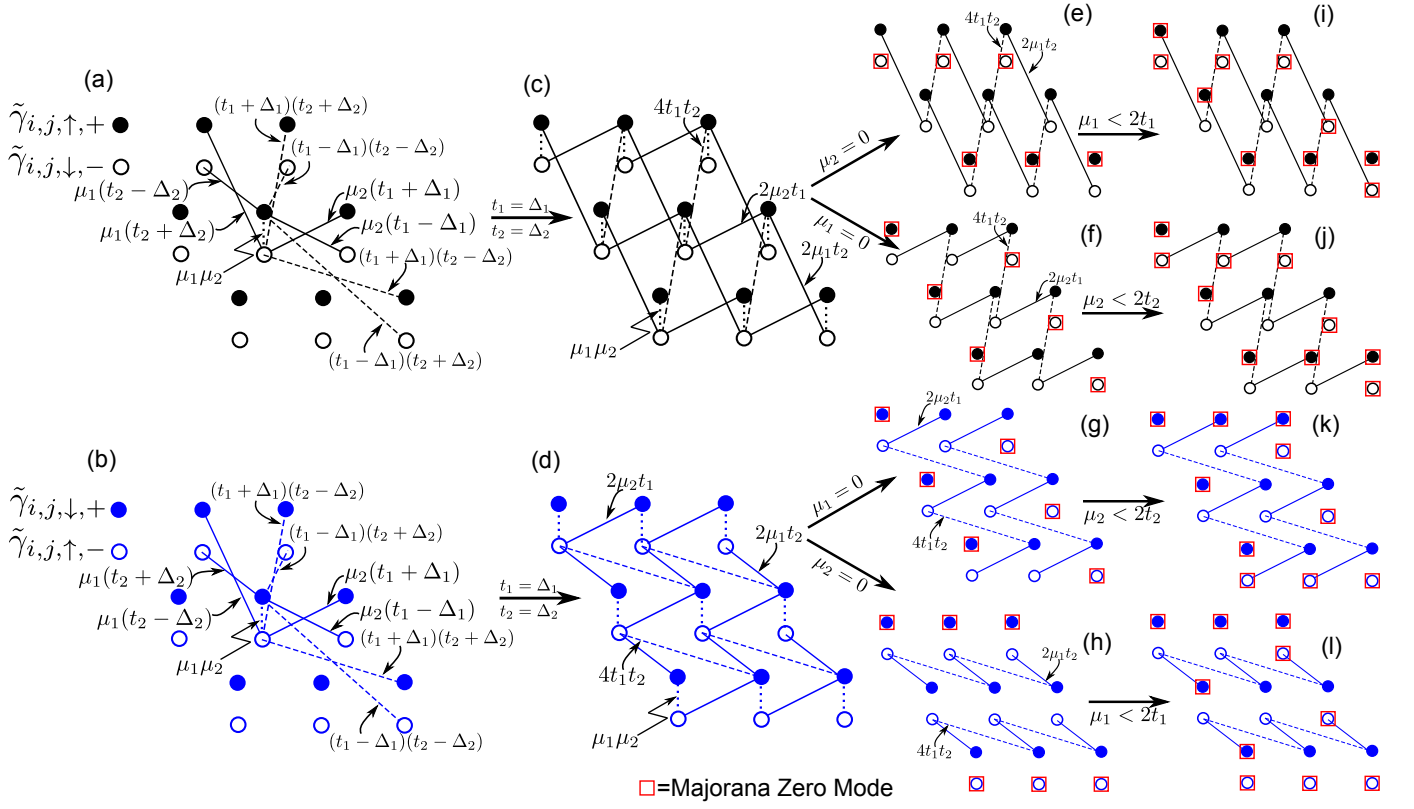 (a)
γ̃i,j,↑,+
γ̃i,j,↓,-
(t₁ + Δ₁)(t₂ + Δ₂)
(t₁ − Δ₁)(t₂ − Δ₂)
μ₁(t₂ − Δ₂)
μ₂(t₁ + Δ₁)
μ₁(t₂ + Δ₂)
μ₂(t₁ − Δ₁)
μ₁μ₂
(t₁ + Δ₁)(t₂ − Δ₂)
(t₁ − Δ₁)(t₂ + Δ₂)
t₁ = Δ₁
t₂ = Δ₂
(c)
4t₁t₂
2μ₂t₁
2μ₁t₂
μ₁μ₂
μ₂ = 0
μ₁ = 0
(e)
4t₁t₂
2μ₁t₂
μ₁ < 2t₁
(i)
(f)
4t₁t₂
2μ₂t₁
μ₂ < 2t₂
(j)
(b)
γ̃i,j,↓,+
γ̃i,j,↑,-
(t₁ + Δ₁)(t₂ − Δ₂)
(t₁ − Δ₁)(t₂ + Δ₂)
μ₁(t₂ + Δ₂)
μ₂(t₁ + Δ₁)
μ₁(t₂ − Δ₂)
μ₂(t₁ − Δ₁)
μ₁μ₂
(t₁ + Δ₁)(t₂ + Δ₂)
(t₁ − Δ₁)(t₂ − Δ₂)
t₁ = Δ₁
t₂ = Δ₂
(d)
2μ₂t₁
2μ₁t₂
4t₁t₂
μ₁μ₂
μ₁ = 0
μ₂ = 0
(g)
2μ₂t₁
4t₁t₂
μ₂ < 2t₂
(k)
(h)
2μ₁t₂
4t₁t₂
μ₁ < 2t₁
(l)
=Majorana Zero Mode